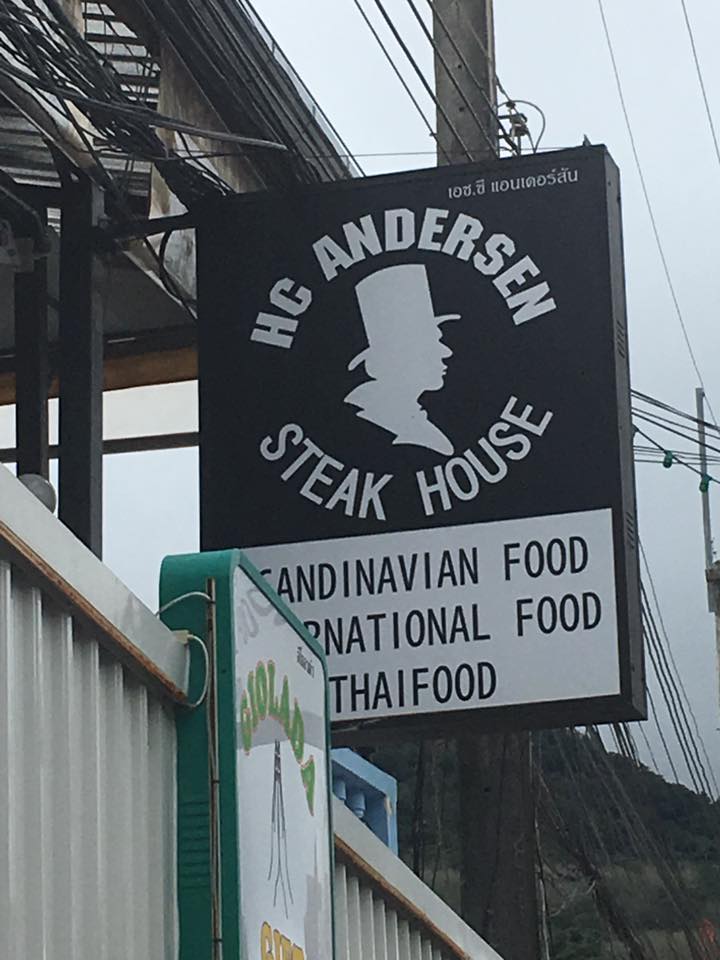 เอช.ซี แอนเดอร์สัน
HC ANDERSEN
STEAK HOUSE
CANDINAVIAN FOOD
RNATIONAL FOOD
THAIFOOD
GIOLADA